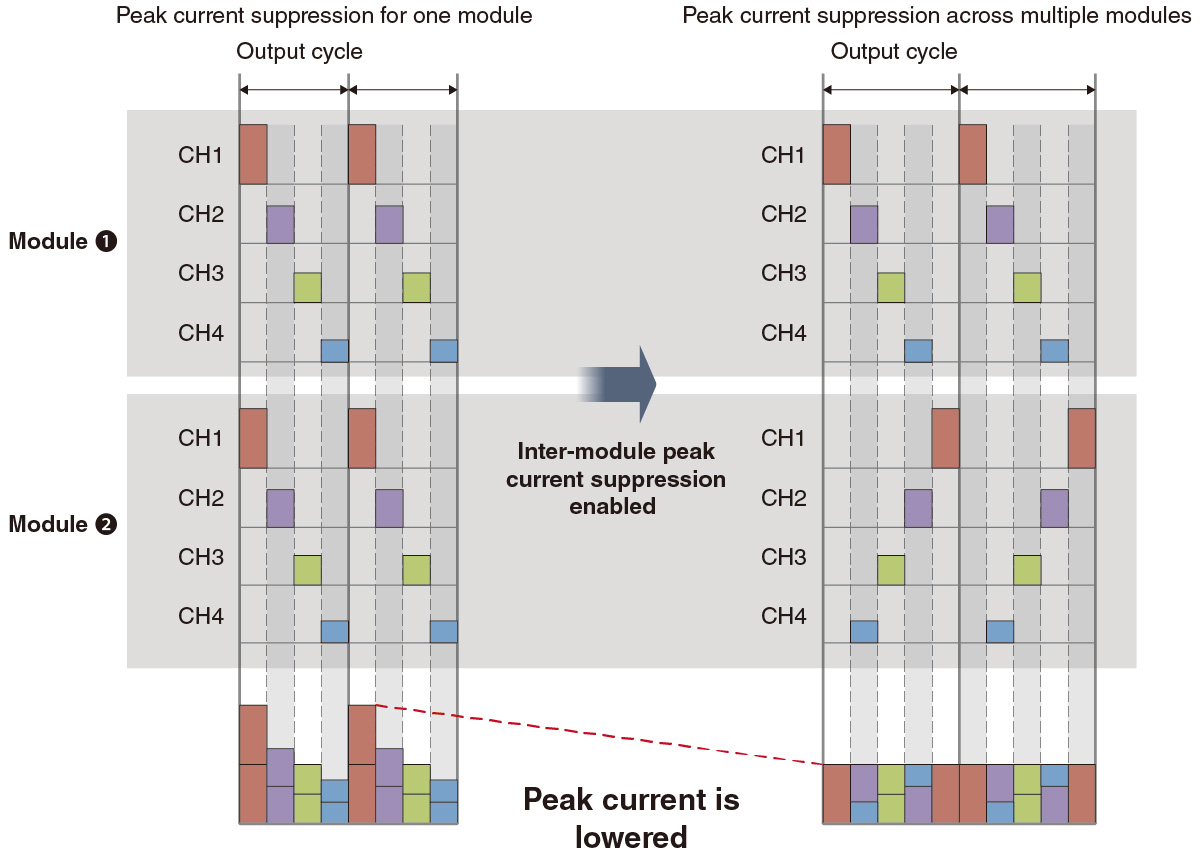 Peak current suppression for one module
Peak current suppression across multiple modules
Output cycle
Output cycle
Module ❶
CH1
CH2
CH3
CH4
CH1
CH2
CH3
CH4
Module ❷
CH1
CH2
CH3
CH4
CH1
CH2
CH3
CH4
Inter-module peak
current suppression
enabled
Peak current is
lowered